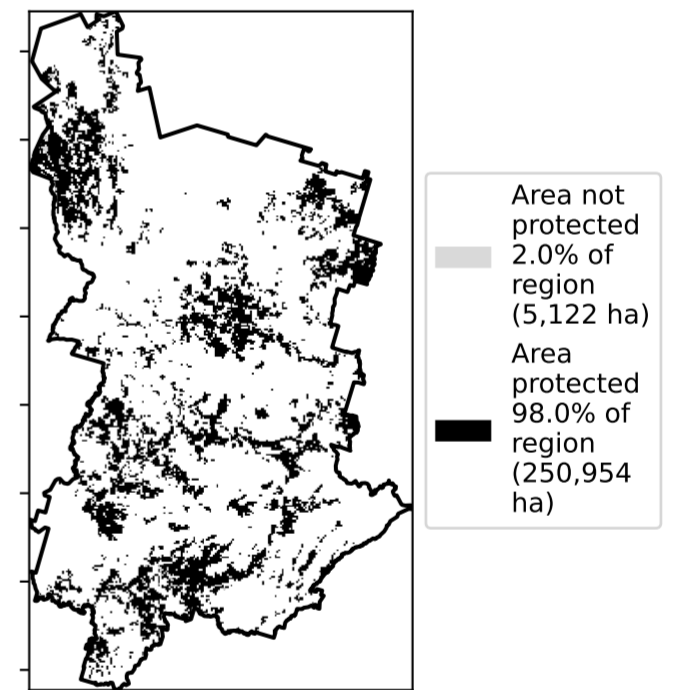 Area not
protected
2.0% of
region
(5,122 ha)
Area
protected
98.0% of
region
(250,954
ha)